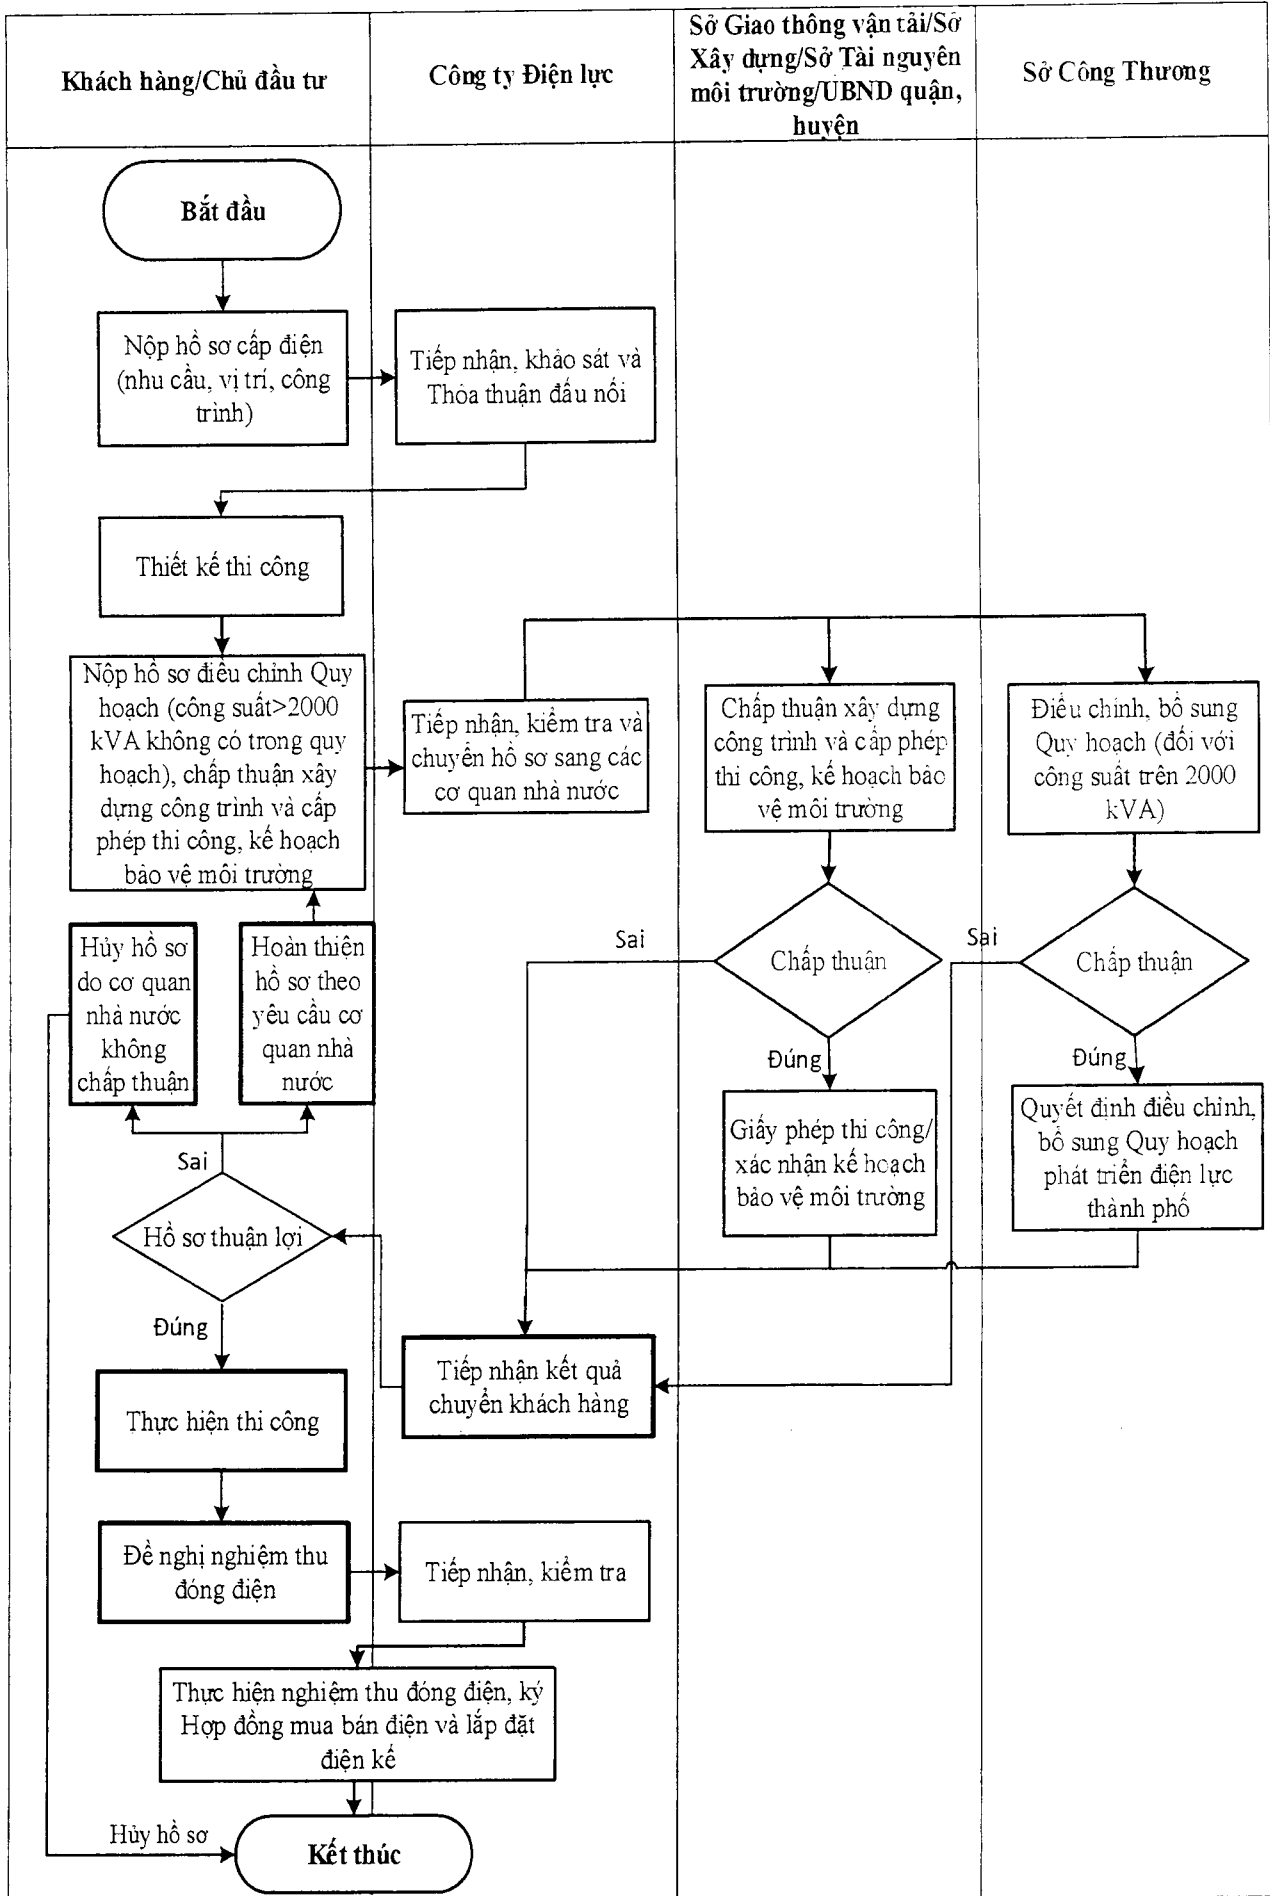 Khách hàng/Chủ đầu tư
Công ty Điện lực
Sở Giao thông vận tải/Sở
Xây dựng/Sở Tài nguyên
môi trường/UBND quận,
huyện
Sở Công Thương
Bắt đầu
Nộp hồ sơ cấp điện
(nhu cầu, vị trí, công
trình)
Tiếp nhận, khảo sát và
Thỏa thuận đấu nối
Thiết kế thi công
Nộp hồ sơ điều chỉnh Quy
hoạch (công suất>2000
kVA không có trong quy
hoạch), chấp thuận xây
dựng công trình và cấp
phép thi công, kế hoạch
bảo vệ môi trường
Tiếp nhận, kiểm tra và
chuyển hồ sơ sang các
cơ quan nhà nước
Chấp thuận xây dựng
công trình và cấp phép
thi công, kế hoạch bảo
vệ môi trường
Điều chỉnh, bổ sung
Quy hoạch (đối với
công suất trên 2000
kVA)
Hủy hồ sơ
do cơ quan
nhà nước
không
chấp thuận
Hoàn thiện
hồ sơ theo
yêu cầu cơ
quan nhà
nước
Sai
Chấp thuận
Sai
Chấp thuận
Đúng
Đúng
Giấy phép thi công/
xác nhận kế hoạch
bảo vệ môi trường
Quyết định điều chỉnh,
bổ sung Quy hoạch
phát triển điện lực
thành phố
Sai
Hồ sơ thuận lợi
Đúng
Tiếp nhận kết quả
chuyển khách hàng
Thực hiện thi công
Đề nghị nghiệm thu
đóng điện
Tiếp nhận, kiểm tra
Thực hiện nghiệm thu đóng điện, ký
Hợp đồng mua bán điện và lắp đặt
điện kế
Hủy hồ sơ
Kết thúc